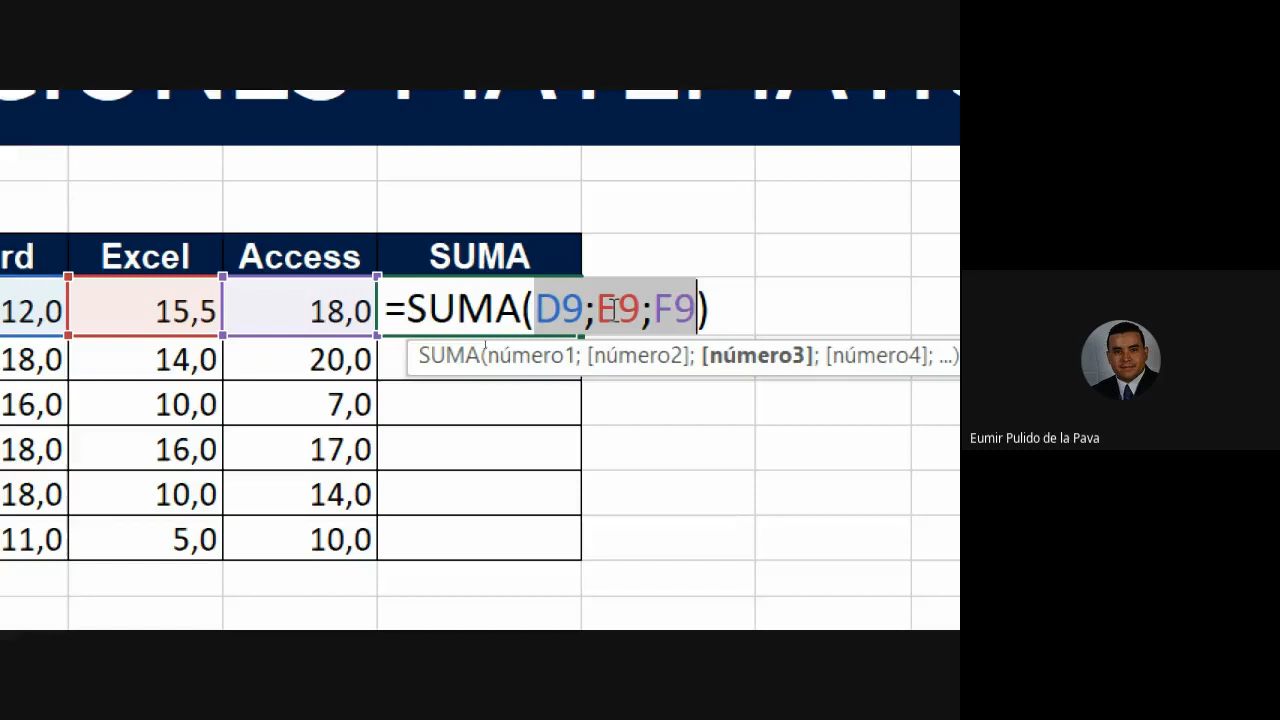 rd Excel Access SUMA
12,0 15,5 18,0 =SUMA(D9;E9;F9)
18,0 14,0 20,0 SUMA(número1; [número2]; [número3]; [número4]; ...)
16,0 10,0 7,0
18,0 16,0 17,0
18,0 10,0 14,0
11,0 5,0 10,0
Eumir Pulido de la Pava